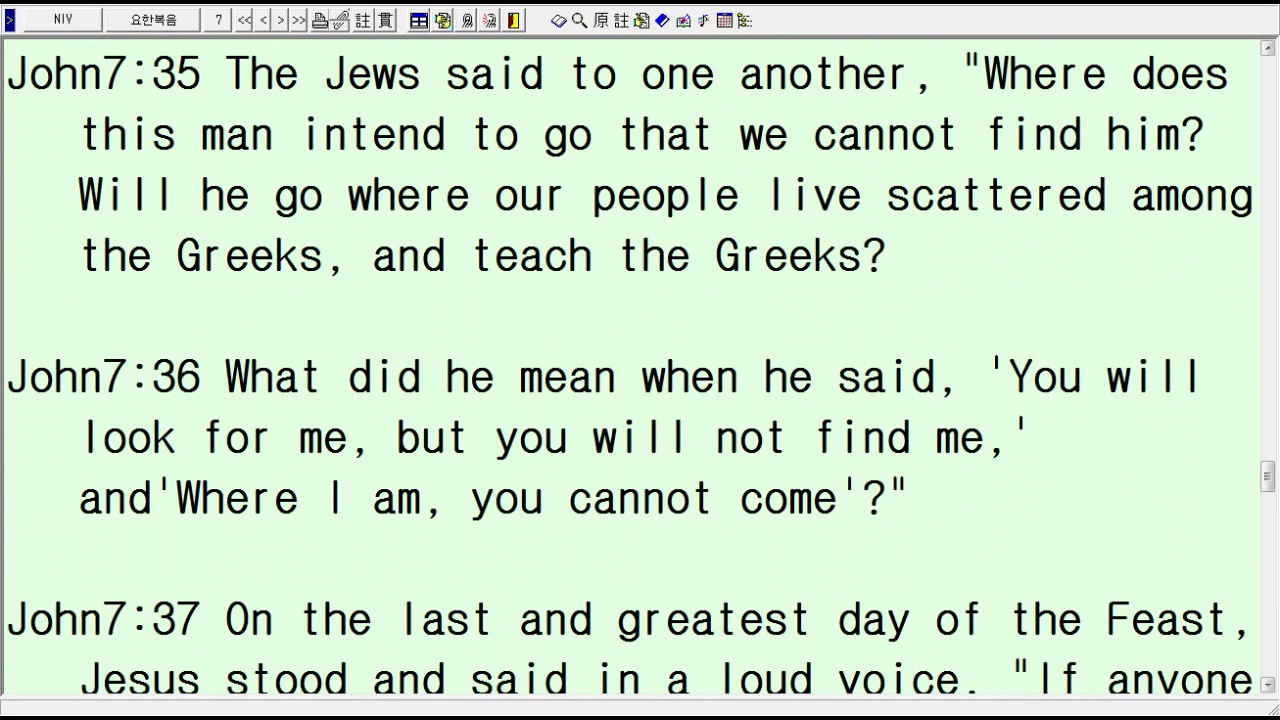 > NIV 요한복음 7 << < > >> 註 貫 原 註
John7:35 The Jews said to one another, "Where does
this man intend to go that we cannot find him?
Will he go where our people live scattered among
the Greeks, and teach the Greeks?
John7:36 What did he mean when he said, 'You will
look for me, but you will not find me,'
and'Where I am, you cannot come'?"
John7:37 On the last and greatest day of the Feast,
Jesus stood and said in a loud voice, "If anyone